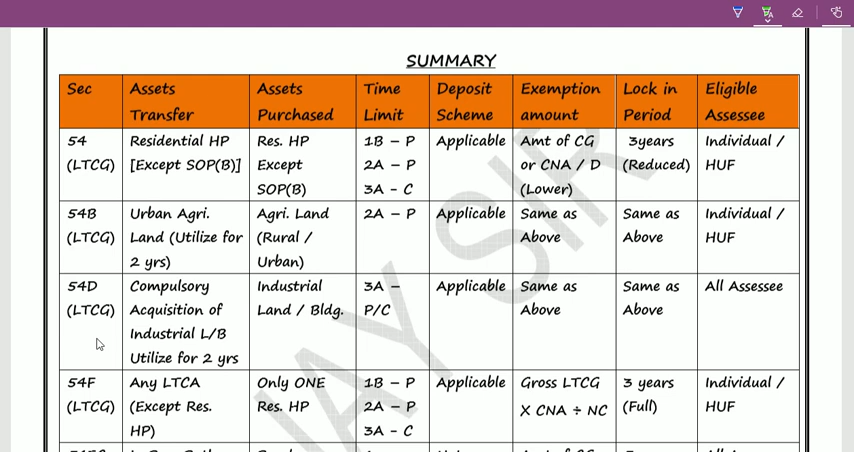 SUMMARY
Sec | Assets Transfer | Assets Purchased | Time Limit | Deposit Scheme | Exemption amount | Lock in Period | Eligible Assessee
54 (LTCG) | Residential HP [Except SOP(B)] | Res. HP Except SOP(B) | 1B – P 2A – P 3A - C | Applicable | Amt of CG or CNA / D (Lower) | 3years (Reduced) | Individual / HUF
54B (LTCG) | Urban Agri. Land (Utilize for 2 yrs) | Agri. Land (Rural / Urban) | 2A – P | Applicable | Same as Above | Same as Above | Individual / HUF
54D (LTCG) | Compulsory Acquisition of Industrial L/B Utilize for 2 yrs | Industrial Land / Bldg. | 3A – P/C | Applicable | Same as Above | Same as Above | All Assessee
54F (LTCG) | Any LTCA (Except Res. HP) | Only ONE Res. HP | 1B – P 2A – P 3A - C | Applicable | Gross LTCG X CNA ÷ NC | 3 years (Full) | Individual / HUF
JAY SIR